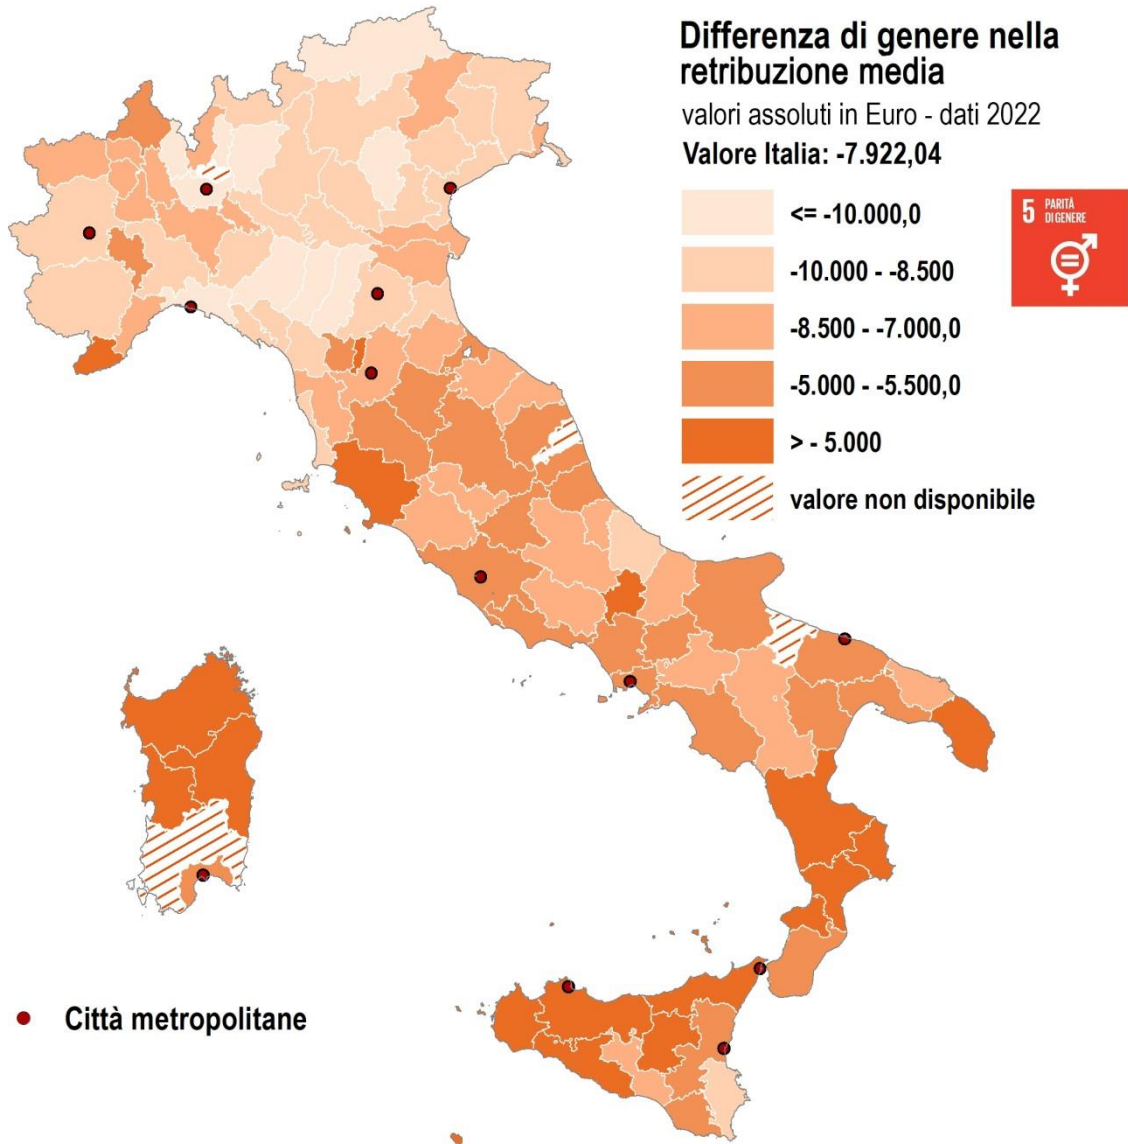 Differenza di genere nella
retribuzione media
valori assoluti in Euro - dati 2022
Valore Italia: -7.922,04
<= -10.000,0
-10.000 - -8.500
-8.500 - -7.000,0
-5.000 - -5.500,0
> - 5.000
valore non disponibile
5 PARITÀ
DI GENERE
Città metropolitane